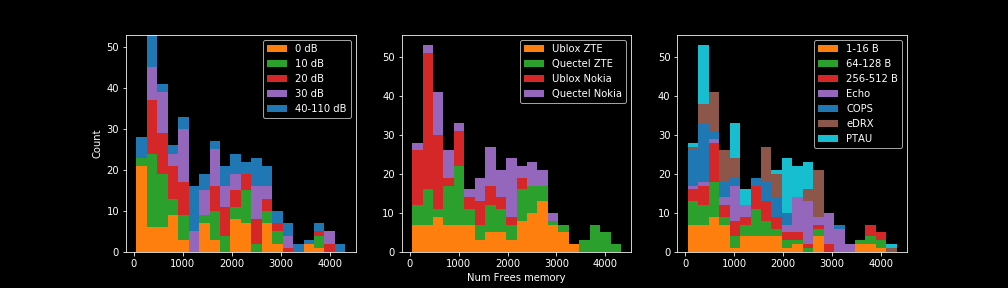 50
40
30
20
10
0
Count
0 1000 2000 3000 4000
0 dB
10 dB
20 dB
30 dB
40-110 dB
50
40
30
20
10
0
0 1000 2000 3000 4000
Num Frees memory
Ublox ZTE
Quectel ZTE
Ublox Nokia
Quectel Nokia
50
40
30
20
10
0
0 1000 2000 3000 4000
1-16 B
64-128 B
256-512 B
Echo
COPS
eDRX
PTAU